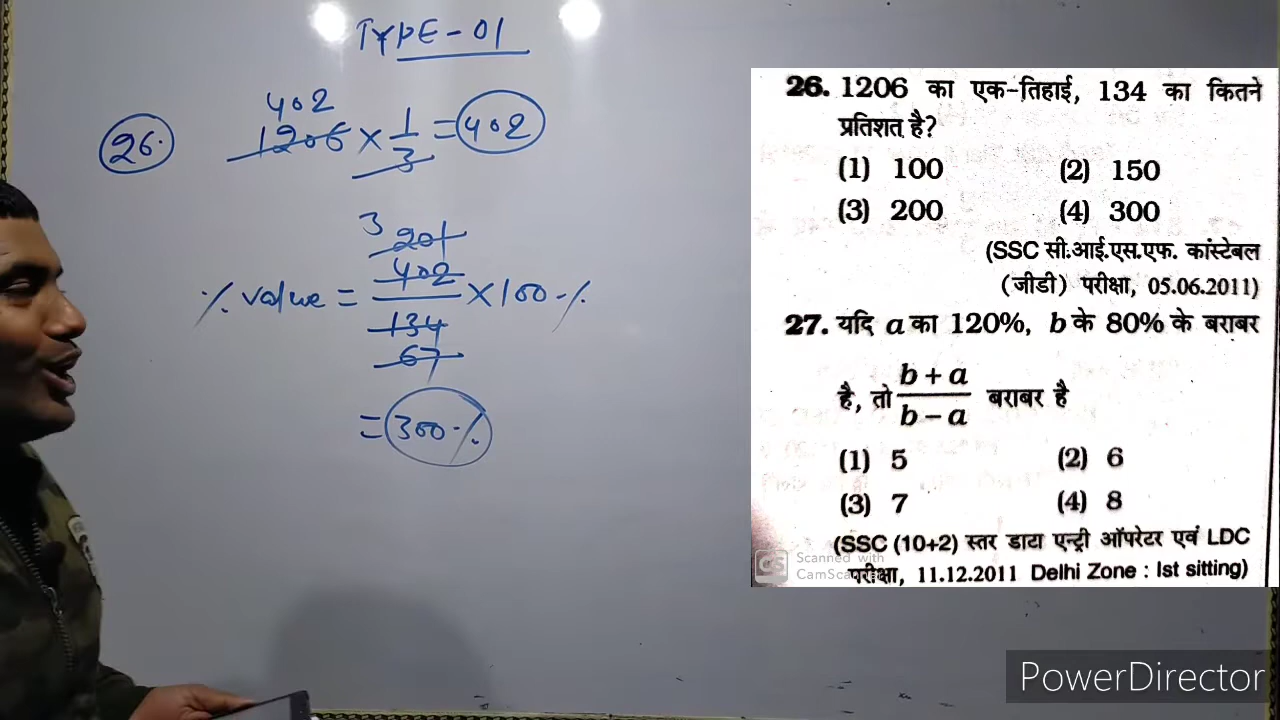 TYPE-01
402
26. 1206 × 1/3 = 402
3 201
402
% value = —— × 100%
134
67
= 300%
26. 1206 का एक-तिहाई, 134 का कितने
प्रतिशत है?
(1) 100 (2) 150
(3) 200 (4) 300
(SSC सी.आई.एस.एफ. कांस्टेबल
(जीडी) परीक्षा, 05.06.2011)
27. यदि a का 120%, b के 80% के बराबर
है, तो b + a / b – a बराबर है
(1) 5 (2) 6
(3) 7 (4) 8
(SSC (10+2) स्तर डाटा एन्ट्री ऑपरेटर एवं LDC
परीक्षा, 11.12.2011 Delhi Zone : Ist sitting)
CS Scanned with
CamScanner
PowerDirector